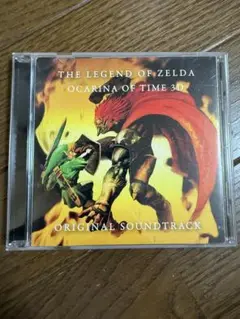 THE LEGEND OF ZELDA
OCARINA OF TIME 3D
ORIGINAL SOUNDTRACK